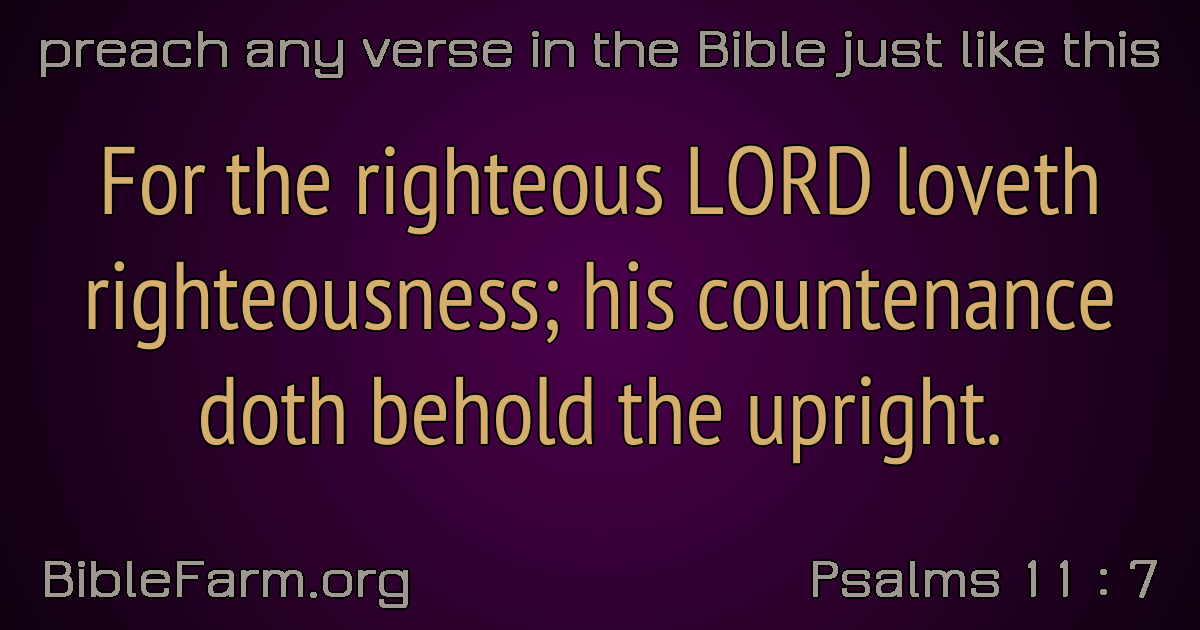 preach any verse in the Bible just like this
For the righteous LORD loveth
righteousness; his countenance
doth behold the upright.
BibleFarm.org
Psalms 11 : 7